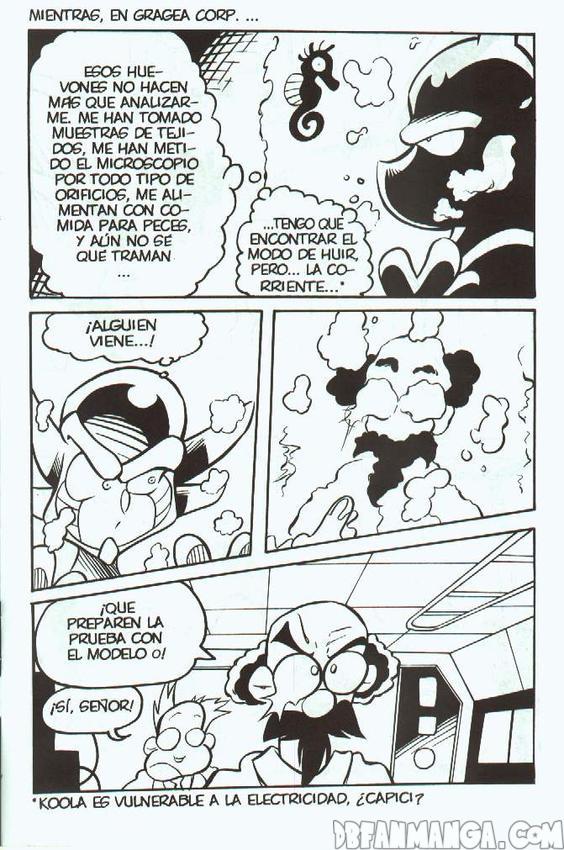 MIENTRAS, EN GRAGEA CORP. ...
ESOS HUE-
VONES NO HACEN
MAS QUE ANALIZAR-
ME. ME HAN TOMADO
MUESTRAS DE TEJI-
DOS, ME HAN METI-
DO EL MICROSCOPIO
POR TODO TIPO DE
ORIFICIOS, ME ALI-
MENTAN CON CO-
MIDA PARA PECES,
Y AÚN NO SÉ
QUE TRAMAN
...
...TENGO QUE
ENCONTRAR EL
MODO DE HUIR,
PERO... LA CO-
RRIENTE...*
¡ALGUIEN
VIENE...!
¡QUE
PREPAREN LA
PRUEBA CON
EL MODELO 0!
¡SÍ, SEÑOR!
*KOOLA ES VULNERABLE A LA ELECTRICIDAD, ¿CAPICI?
DBFANMANGA.COM